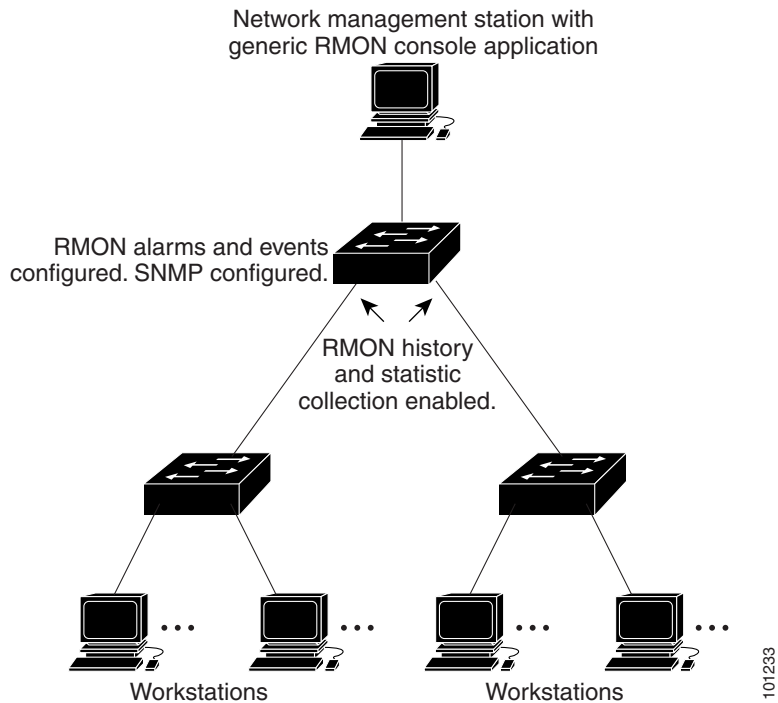 Network management station with
generic RMON console application
RMON alarms and events
configured. SNMP configured.
RMON history
and statistic
collection enabled.
Workstations
Workstations
101233